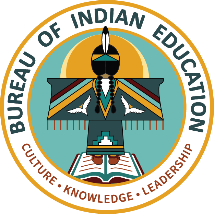 BUREAU OF INDIAN EDUCATION
CULTURE • KNOWLEDGE • LEADERSHIP